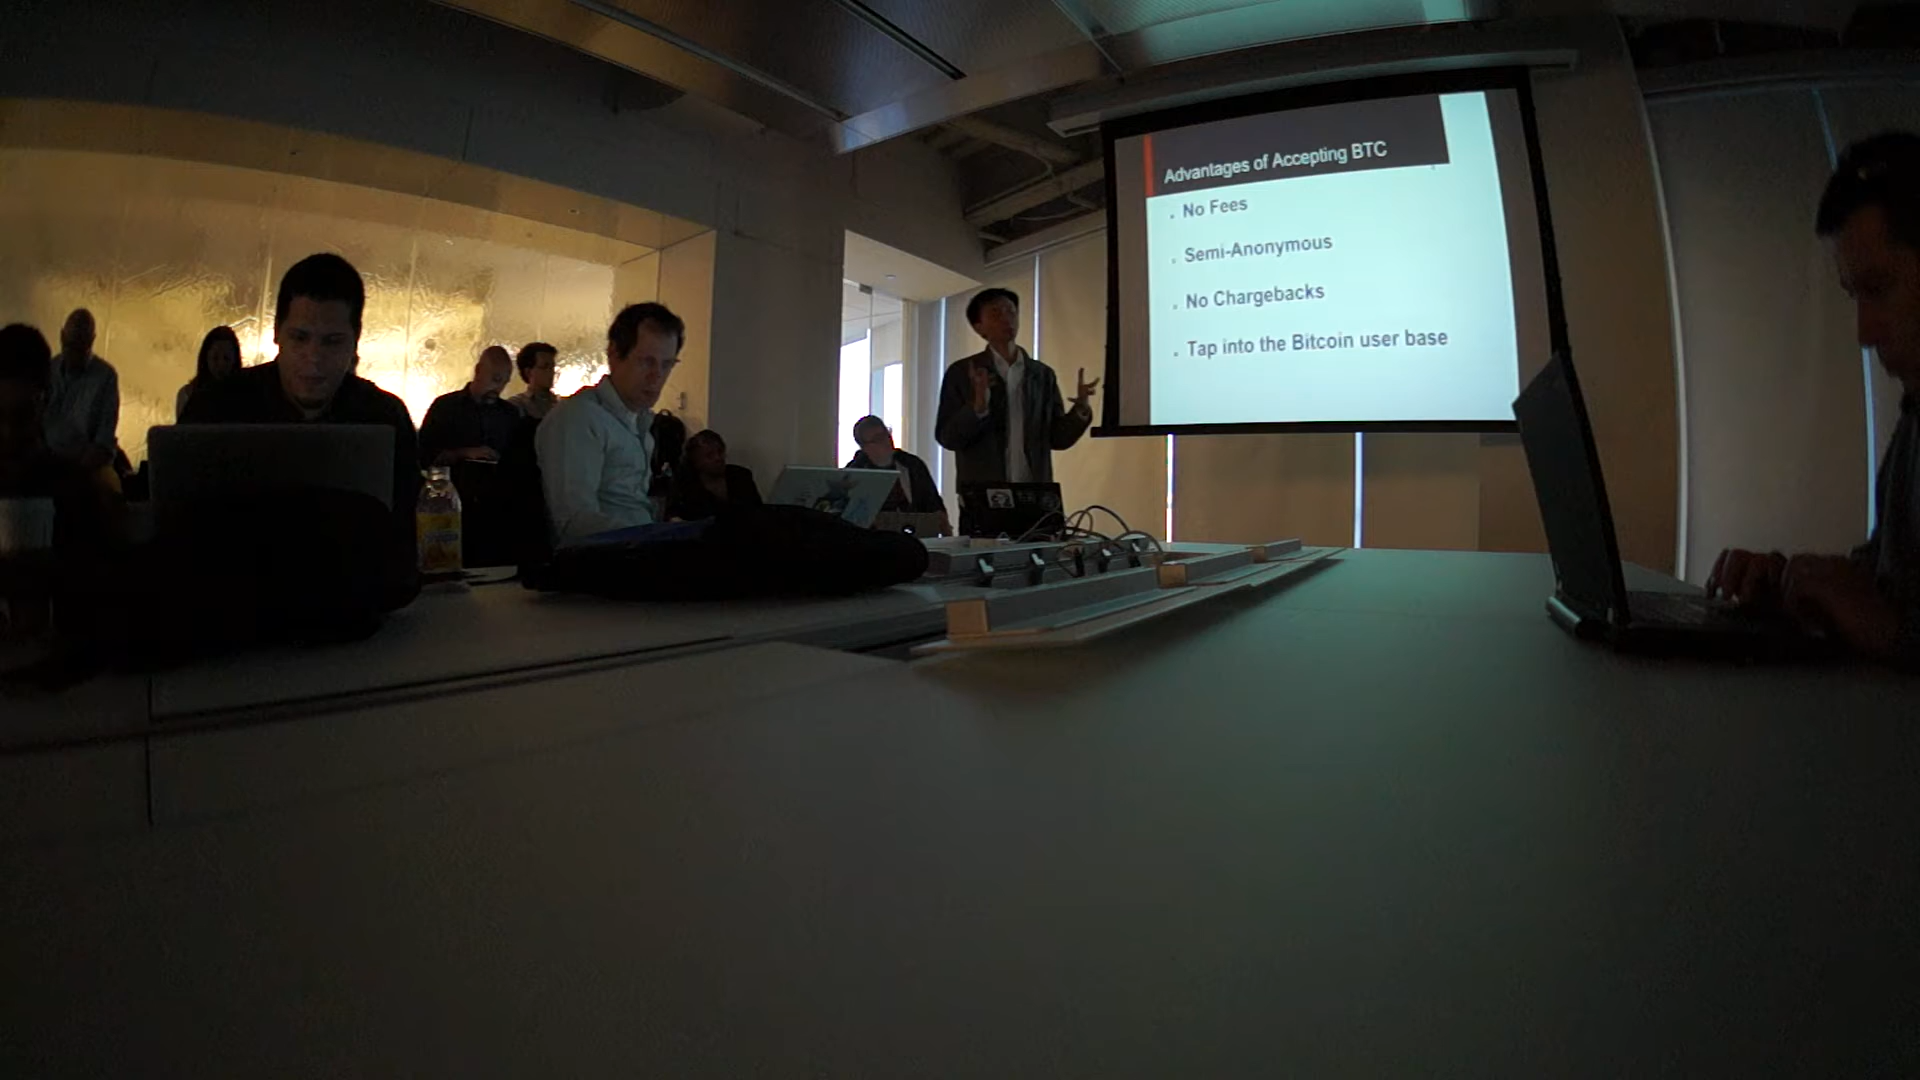 Advantages of Accepting BTC
No Fees
Semi-Anonymous
No Chargebacks
Tap into the Bitcoin user base